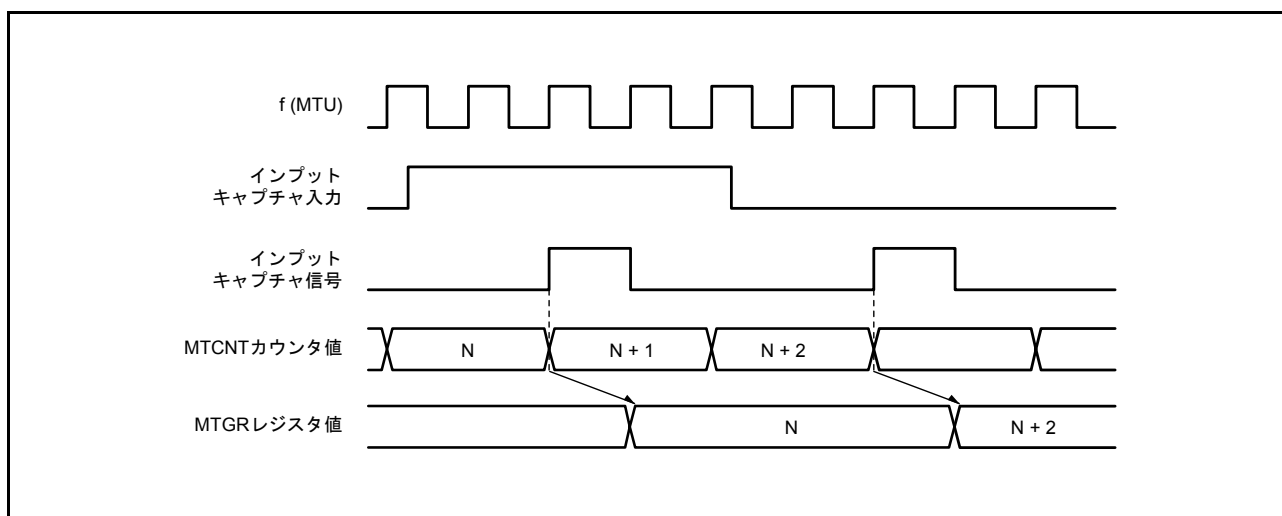 f (MTU)
インプット
キャプチャ入力
インプット
キャプチャ信号
MTCNTカウンタ値
N
N + 1
N + 2
MTGRレジスタ値
N
N + 2